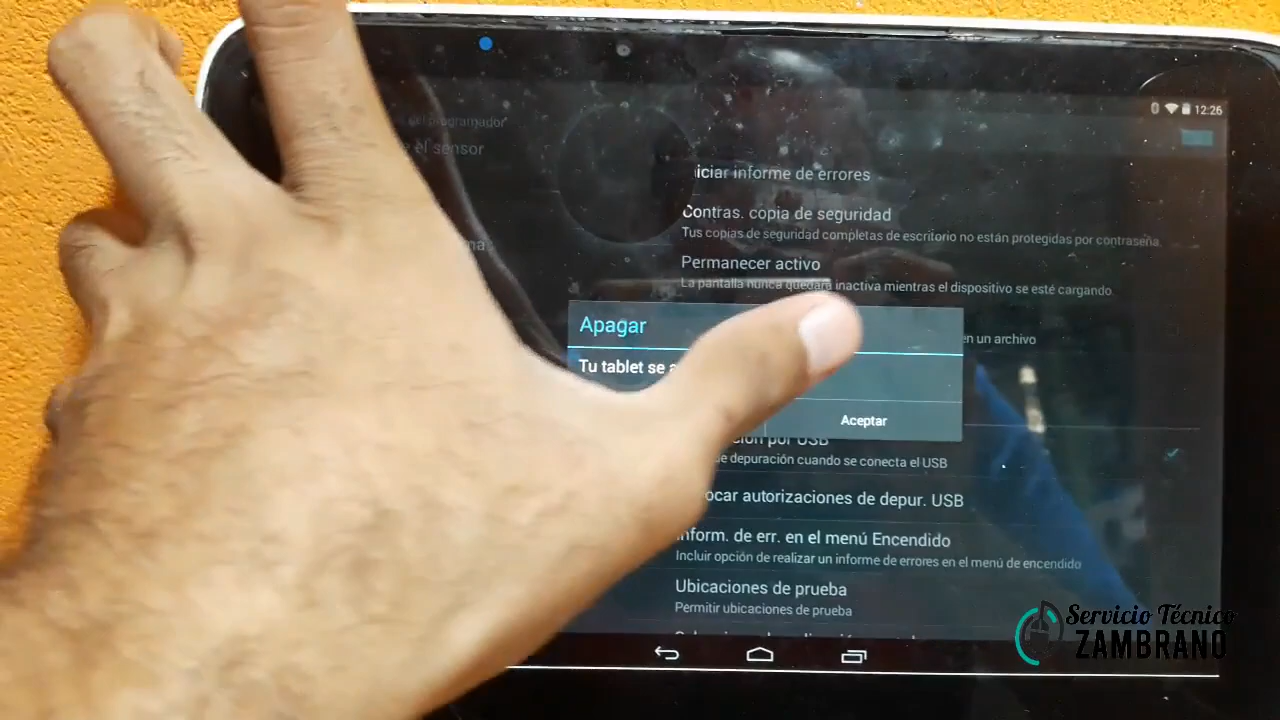 12:26
programador
el sensor
iciar informe de errores
Contras. copia de seguridad
Tus copias de seguridad completas de escritorio no están protegidas por contraseña.
Permanecer activo
La pantalla nunca quedará inactiva mientras el dispositivo se esté cargando.
en un archivo
Apagar
Tu tablet se a
Aceptar
ción por USB
de depuración cuando se conecta el USB
ocar autorizaciones de depur. USB
Inform. de err. en el menú Encendido
Incluir opción de realizar un informe de errores en el menú de encendido
Ubicaciones de prueba
Permitir ubicaciones de prueba
Servicio Técnico
ZAMBRANO